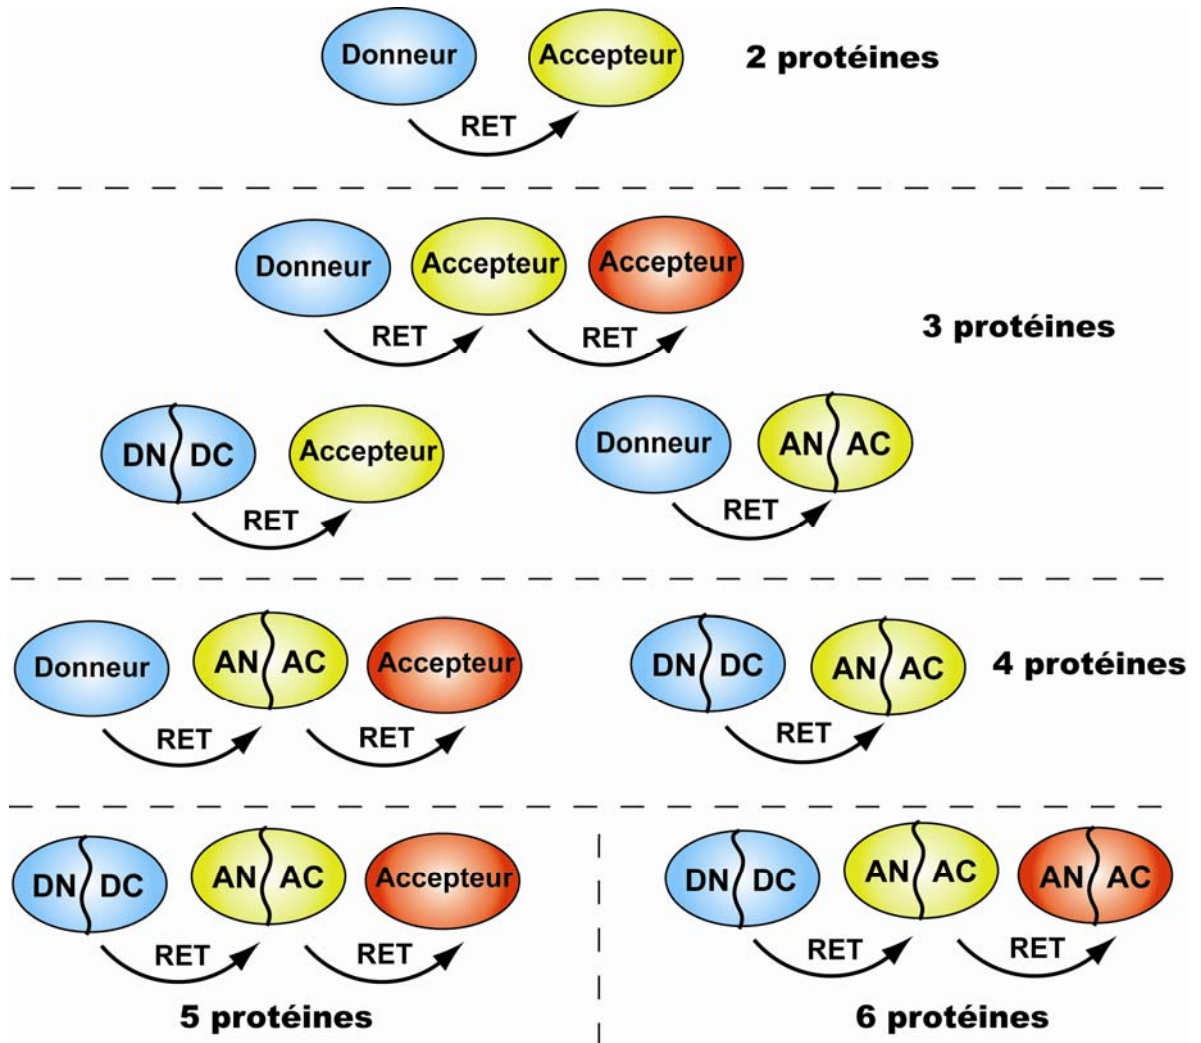 Donneur Accepteur 2 protéines
RET
Donneur Accepteur Accepteur
RET RET
3 protéines
DN DC Accepteur
RET
Donneur AN AC
RET
Donneur AN AC Accepteur
RET RET
DN DC AN AC 4 protéines
RET
DN DC AN AC Accepteur
RET RET
5 protéines
DN DC AN AC AN AC
RET RET
6 protéines